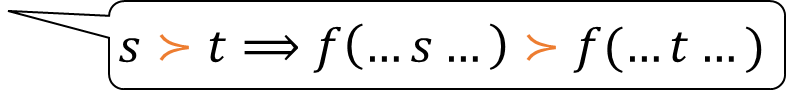 s ≻ t ⟹ f(... s ...) ≻ f(... t ...)